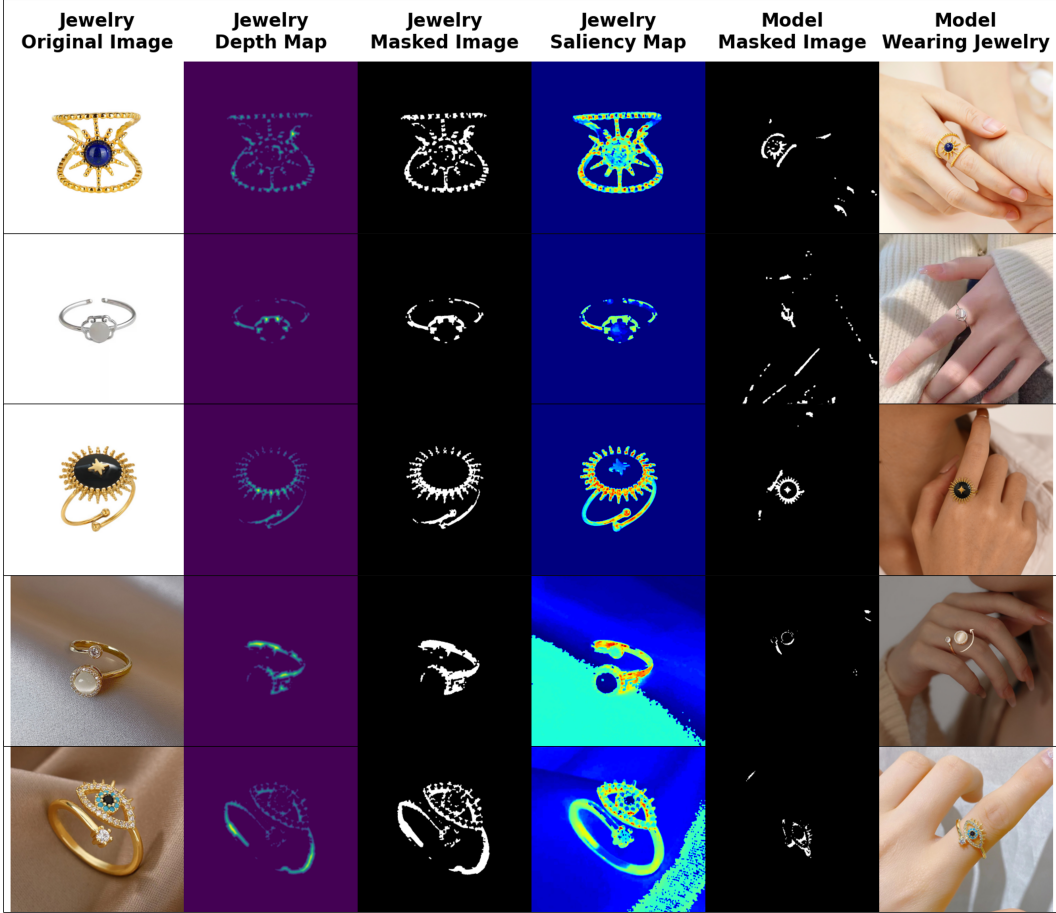 Jewelry
Original Image
Jewelry
Depth Map
Jewelry
Masked Image
Jewelry
Saliency Map
Model
Masked Image
Model
Wearing Jewelry